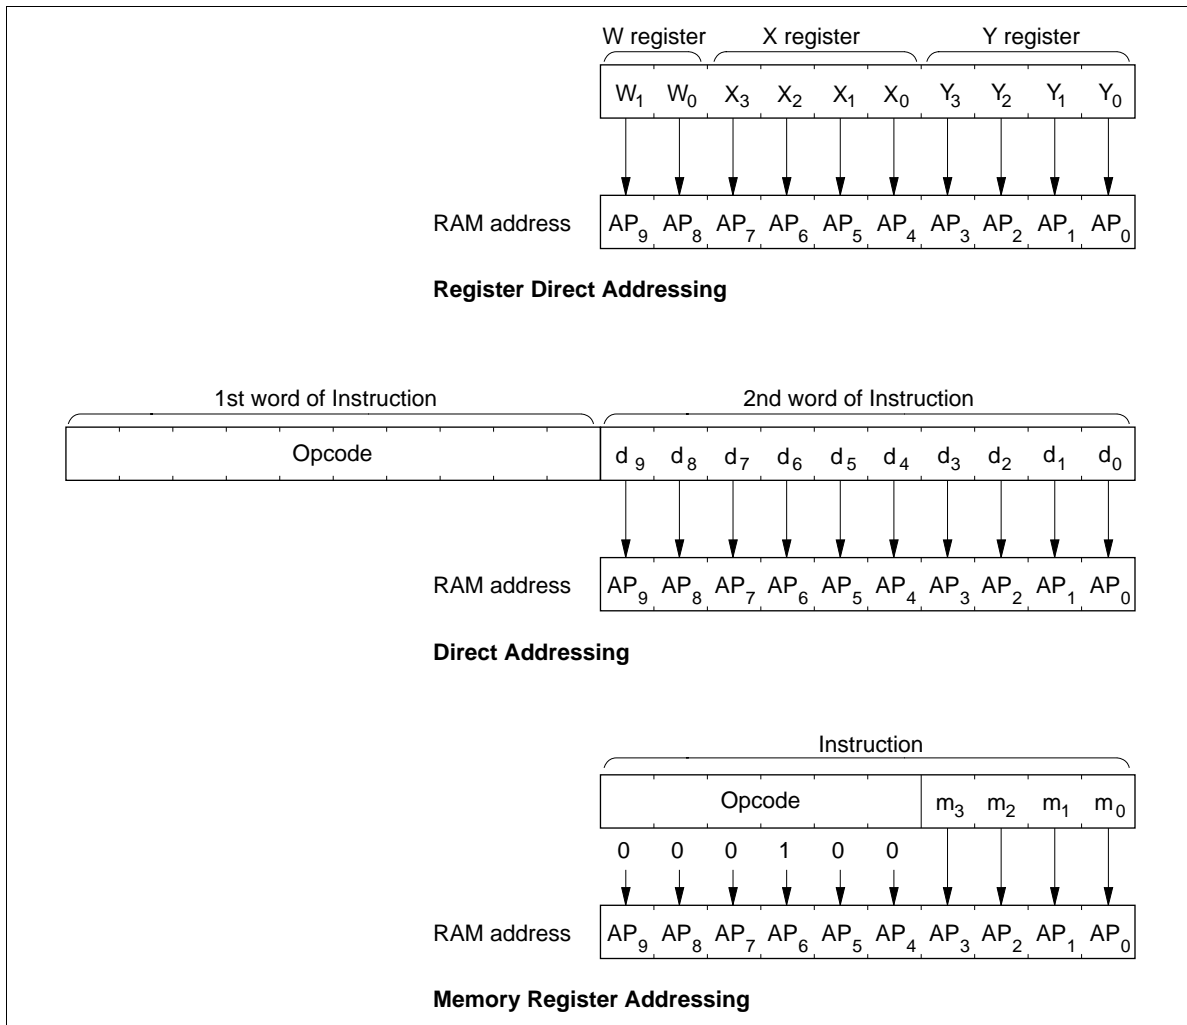 W register X register Y register
W1 W0 X3 X2 X1 X0 Y3 Y2 Y1 Y0
RAM address AP9 AP8 AP7 AP6 AP5 AP4 AP3 AP2 AP1 AP0
Register Direct Addressing
1st word of Instruction 2nd word of Instruction
Opcode d9 d8 d7 d6 d5 d4 d3 d2 d1 d0
RAM address AP9 AP8 AP7 AP6 AP5 AP4 AP3 AP2 AP1 AP0
Direct Addressing
Instruction
Opcode m3 m2 m1 m0
0 0 0 1 0 0
RAM address AP9 AP8 AP7 AP6 AP5 AP4 AP3 AP2 AP1 AP0
Memory Register Addressing